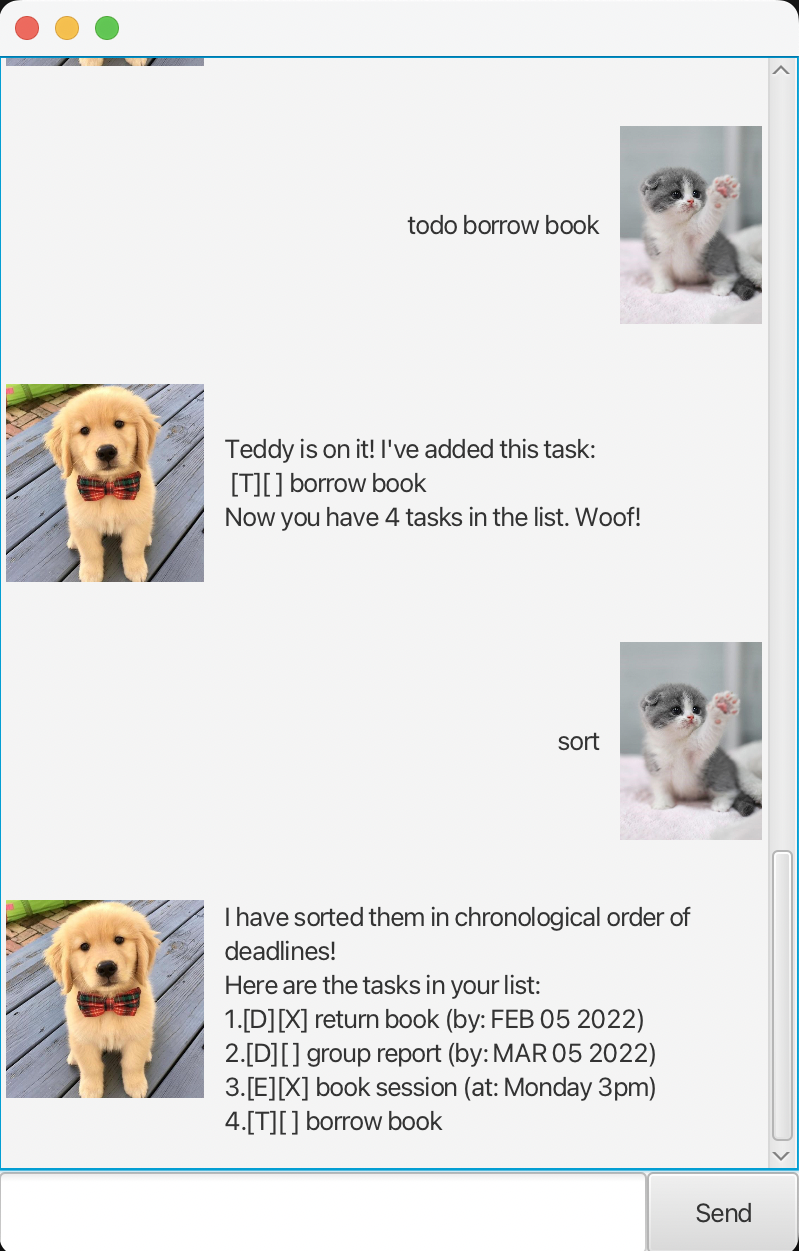 todo borrow book
Teddy is on it! I've added this task:
[T][ ] borrow book
Now you have 4 tasks in the list. Woof!
sort
I have sorted them in chronological order of
deadlines!
Here are the tasks in your list:
1.[D][X] return book (by: FEB 05 2022)
2.[D][ ] group report (by: MAR 05 2022)
3.[E][X] book session (at: Monday 3pm)
4.[T][ ] borrow book
Send